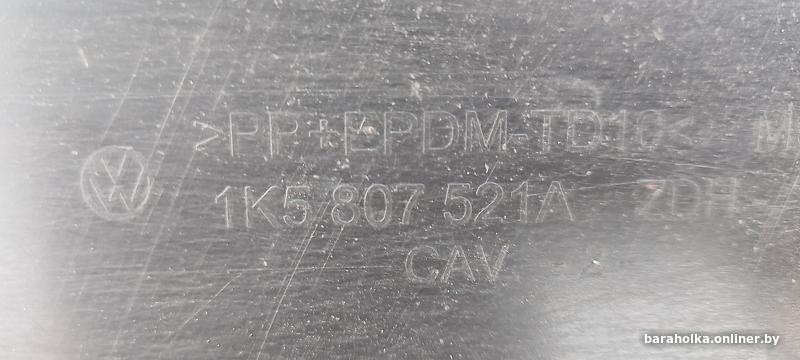 >PP+EPDM-TD10<
1K5 807 521A
CAV
baraholka.onliner.by